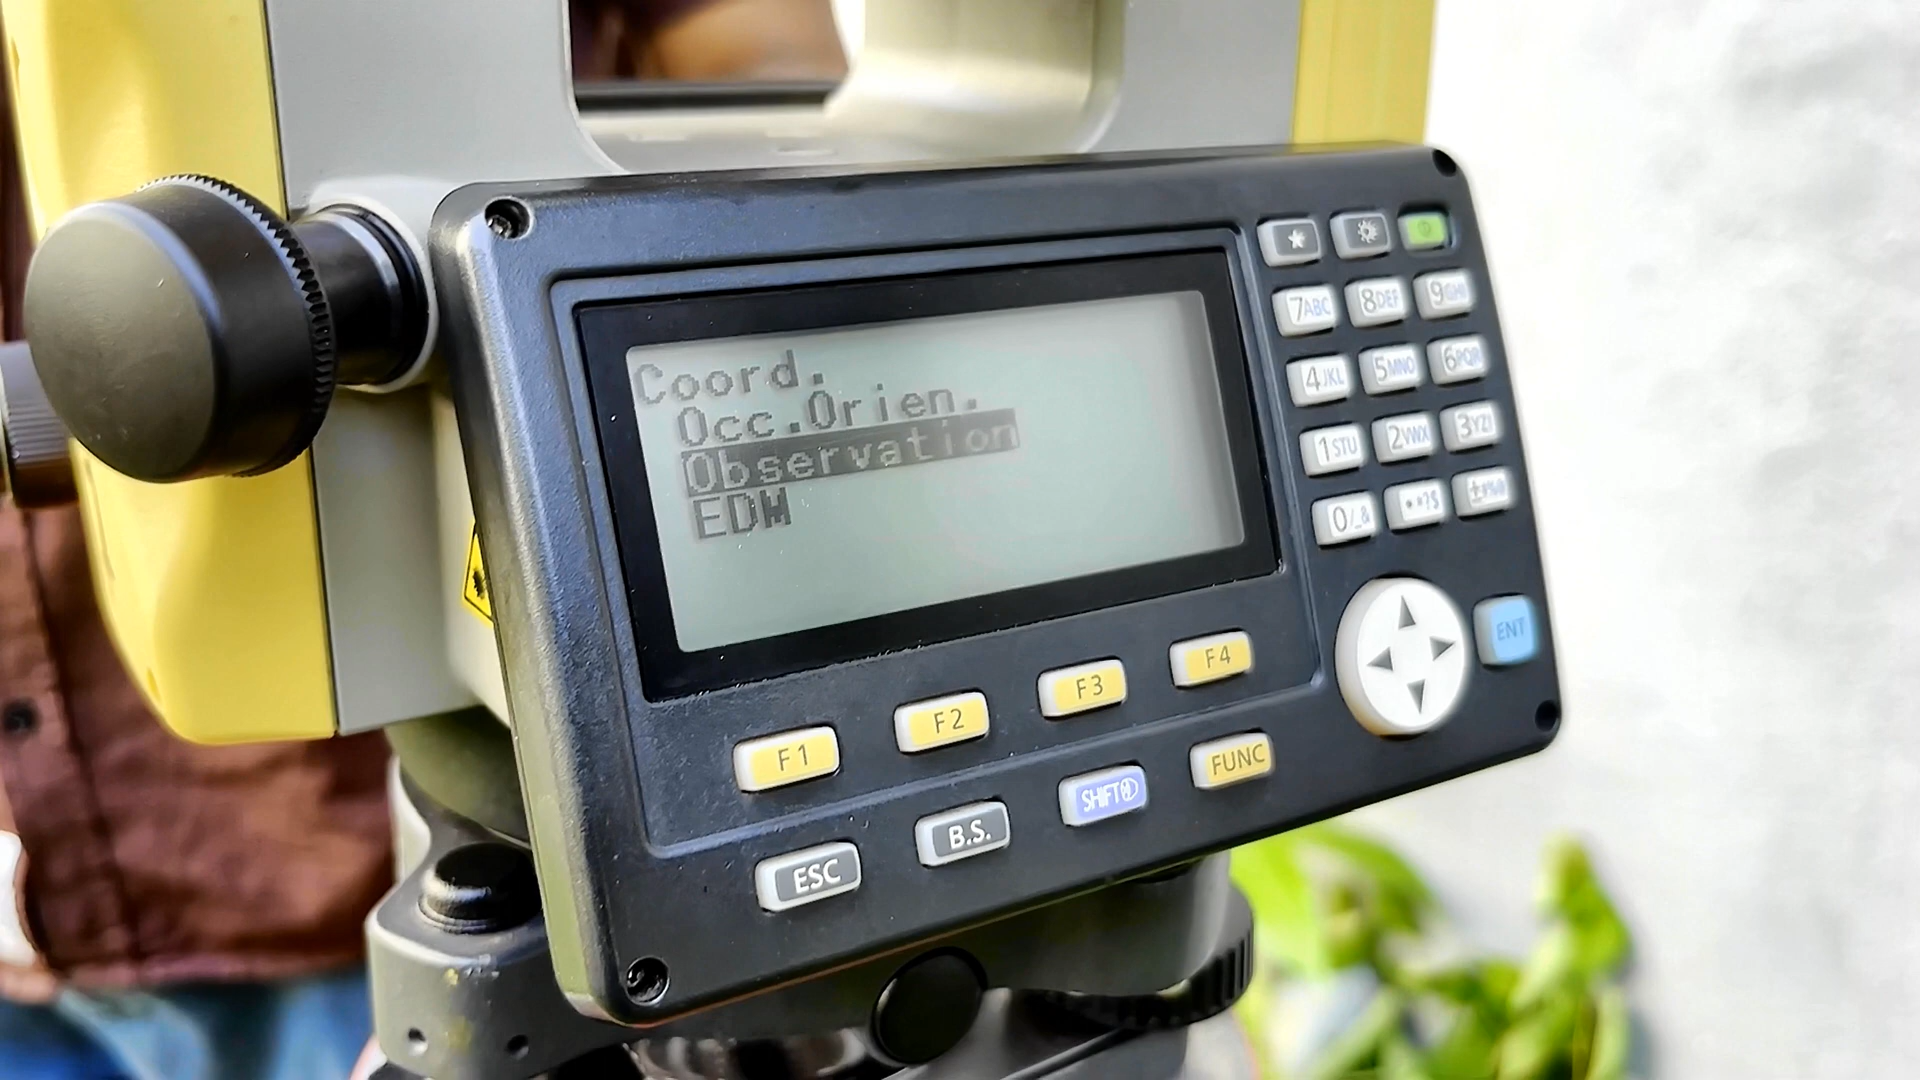 Coord.
Occ.Orien.
Observation
EDM
7ABC 8DEF 9GHI
4JKL 5MNO 6PQR
1STU 2VWX 3YZ!
0/_&
ENT
F1 F2 F3 F4
ESC B.S. SHIFT FUNC